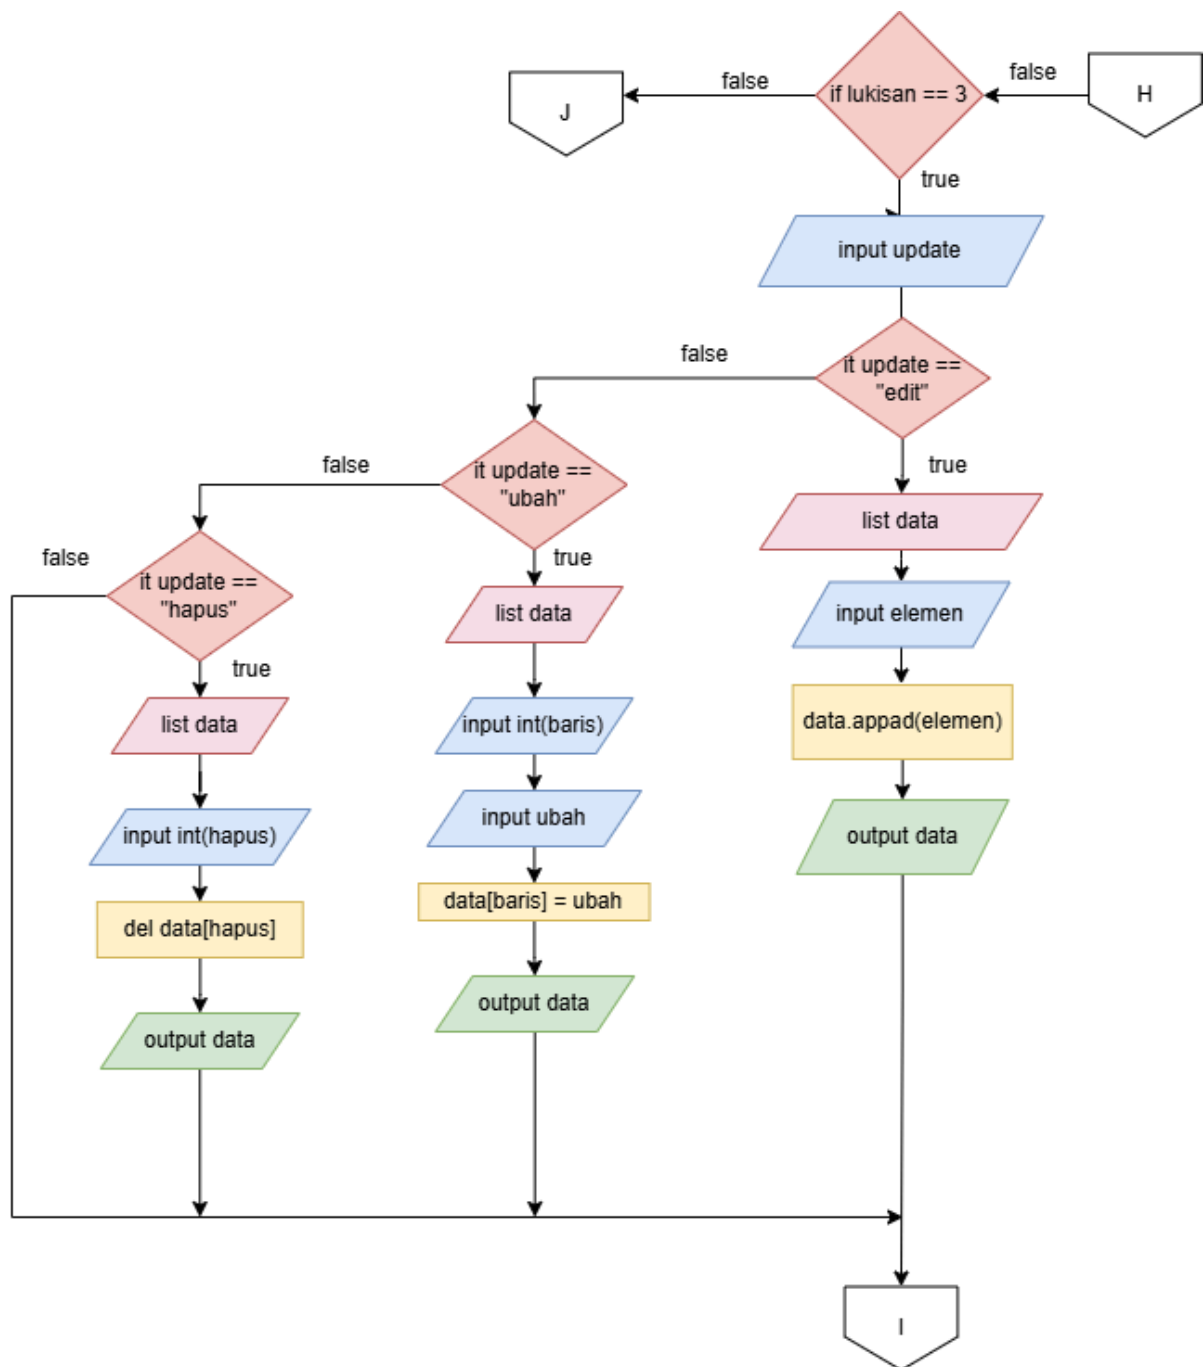 false
false
if lukisan == 3
J
H
true
input update
false
it update ==
"edit"
false
it update ==
"ubah"
true
list data
false
it update ==
"hapus"
true
list data
input elemen
true
list data
input int(baris)
data.appad(elemen)
input int(hapus)
input ubah
output data
del data[hapus]
data[baris] = ubah
output data
output data
I